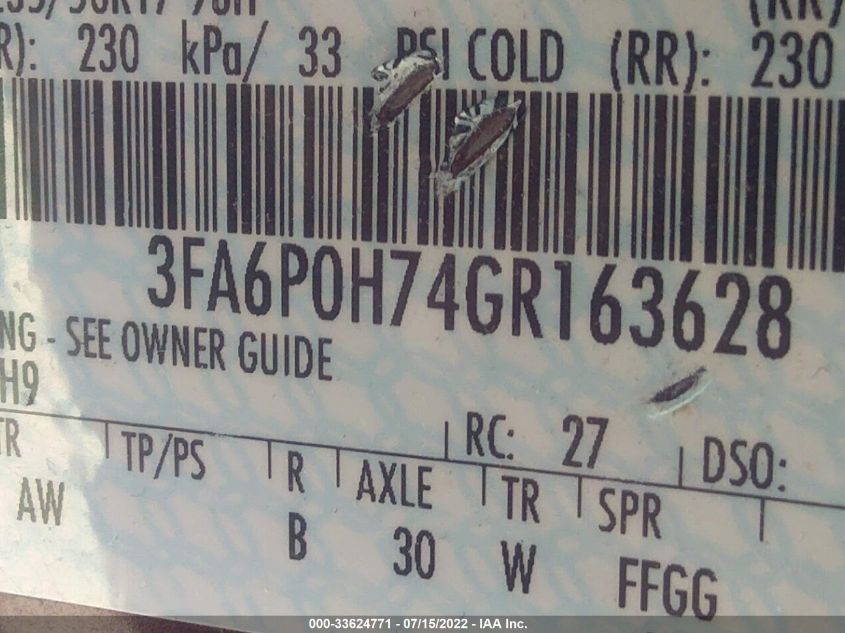 230 kPa/ 33 PSI COLD (RR): 230
3FA6P0H74GR163628
- SEE OWNER GUIDE
H9
TR TP/PS R AXLE RC: 27 TR SPR DSO:
AW B 30 W FFGG
000-33624771 - 07/15/2022 - IAA Inc.